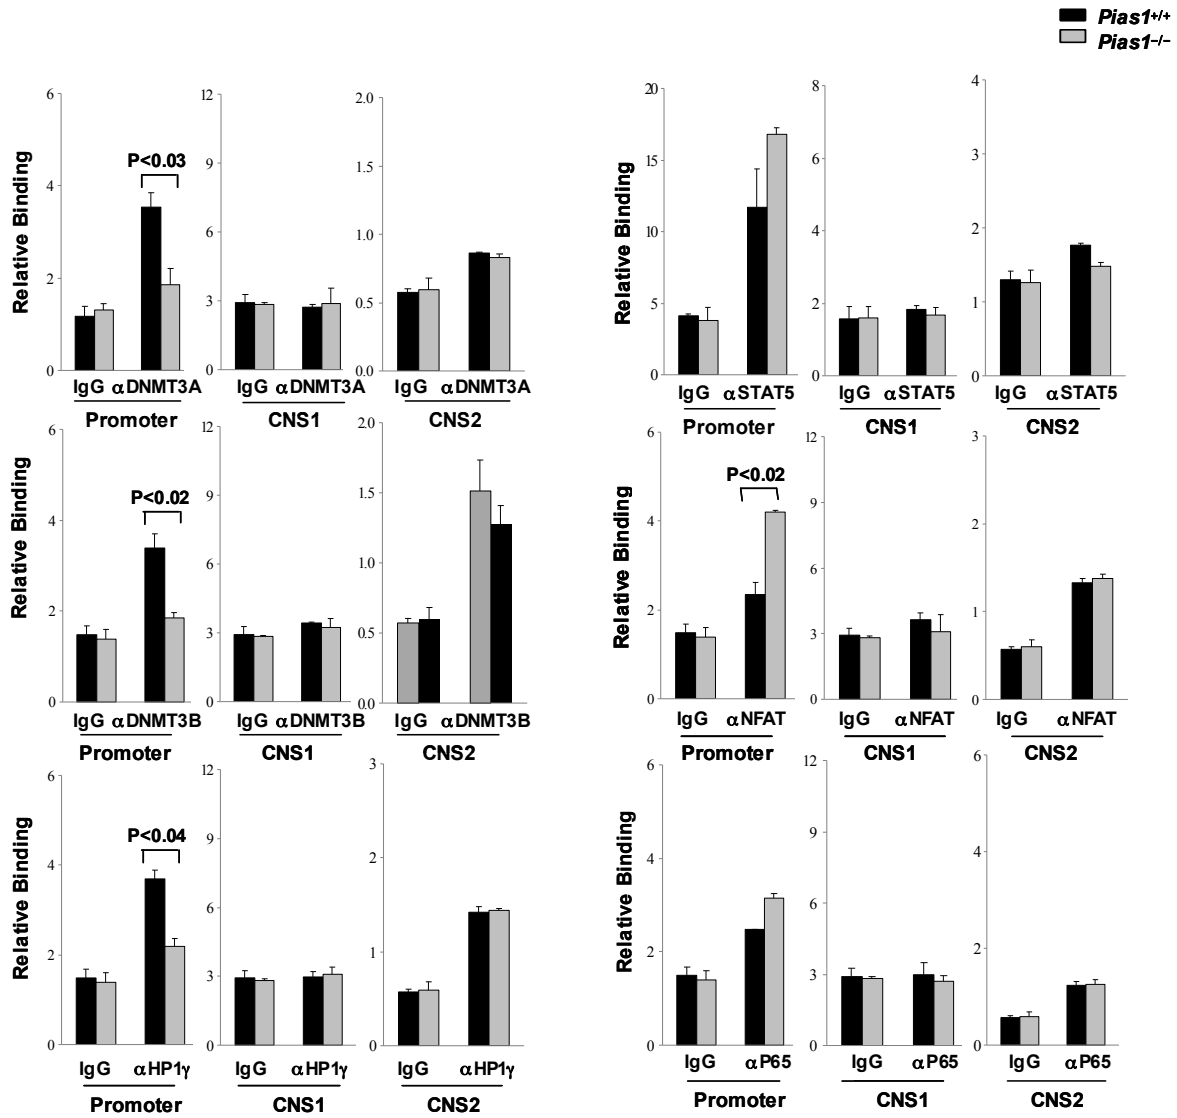 Pias1+/+
Pias1−/−
Relative Binding
6
4
2
0
P<0.03
IgG αDNMT3A
Promoter
12
9
6
3
0
IgG αDNMT3A
CNS1
2.0
1.5
1.0
0.5
0.0
IgG αDNMT3A
CNS2
Relative Binding
20
15
10
5
0
IgG αSTAT5
Promoter
8
6
4
2
0
IgG αSTAT5
CNS1
4
3
2
1
0
IgG αSTAT5
CNS2
Relative Binding
6
4
2
0
P<0.02
IgG αDNMT3B
Promoter
12
9
6
3
0
IgG αDNMT3B
CNS1
2.0
1.5
1.0
0.5
0.0
IgG αDNMT3B
CNS2
Relative Binding
6
4
2
0
P<0.02
IgG αNFAT
Promoter
12
9
6
3
0
IgG αNFAT
CNS1
3
2
1
0
IgG αNFAT
CNS2
Relative Binding
6
4
2
0
P<0.04
IgG αHP1γ
Promoter
12
9
6
3
0
IgG αHP1γ
CNS1
3
2
1
0
IgG αHP1γ
CNS2
Relative Binding
6
4
2
0
IgG αP65
Promoter
12
9
6
3
0
IgG αP65
CNS1
6
4
2
0
IgG αP65
CNS2